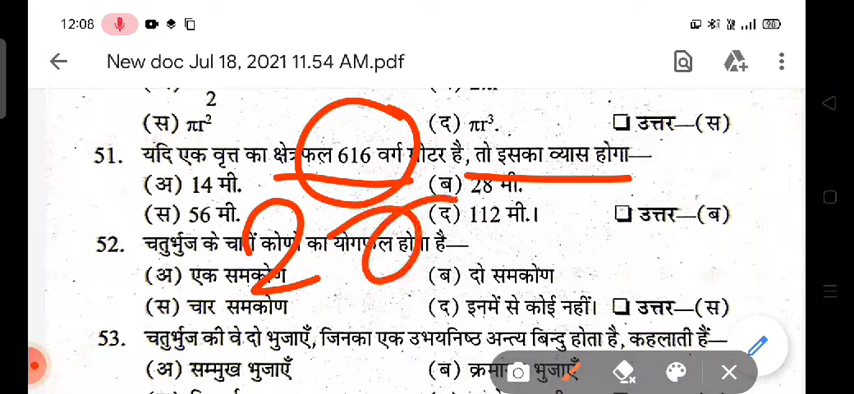 12:08
New doc Jul 18, 2021 11.54 AM.pdf
2
(स) πr² (द) πr³. ❑ उत्तर—(स)
51. यदि एक वृत्त का क्षेत्रफल 616 वर्ग मीटर है, तो इसका व्यास होगा—
(अ) 14 मी. (ब) 28 मी.
(स) 56 मी. (द) 112 मी.। ❑ उत्तर—(ब)
28
52. चतुर्भुज के चारों कोणों का योगफल होता है—
(अ) एक समकोण (ब) दो समकोण
(स) चार समकोण (द) इनमें से कोई नहीं। ❑ उत्तर—(स)
53. चतुर्भुज की वे दो भुजाएँ, जिनका एक उभयनिष्ठ अन्त्य बिन्दु होता है, कहलाती हैं—
(अ) सम्मुख भुजाएँ (ब) भुजाएँ